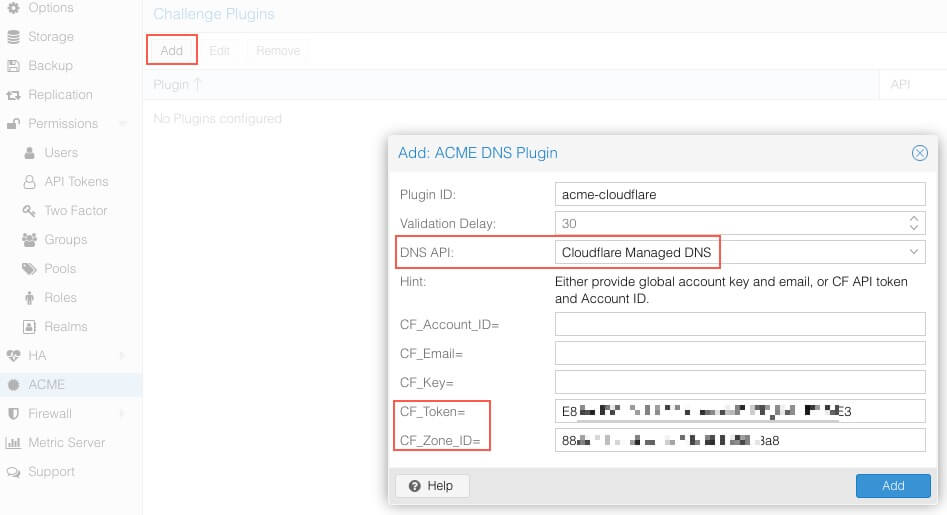 Options
Storage
Backup
Replication
Permissions
Users
API Tokens
Two Factor
Groups
Pools
Roles
Realms
HA
ACME
Firewall
Metric Server
Support
Challenge Plugins
Add Edit Remove
Plugin ↑ API
No Plugins configured
Add: ACME DNS Plugin
Plugin ID: acme-cloudflare
Validation Delay: 30
DNS API: Cloudflare Managed DNS
Hint: Either provide global account key and email, or CF API token
and Account ID.
CF_Account_ID=
CF_Email=
CF_Key=
CF_Token= E8 E3
CF_Zone_ID= 88 3a8
Help Add